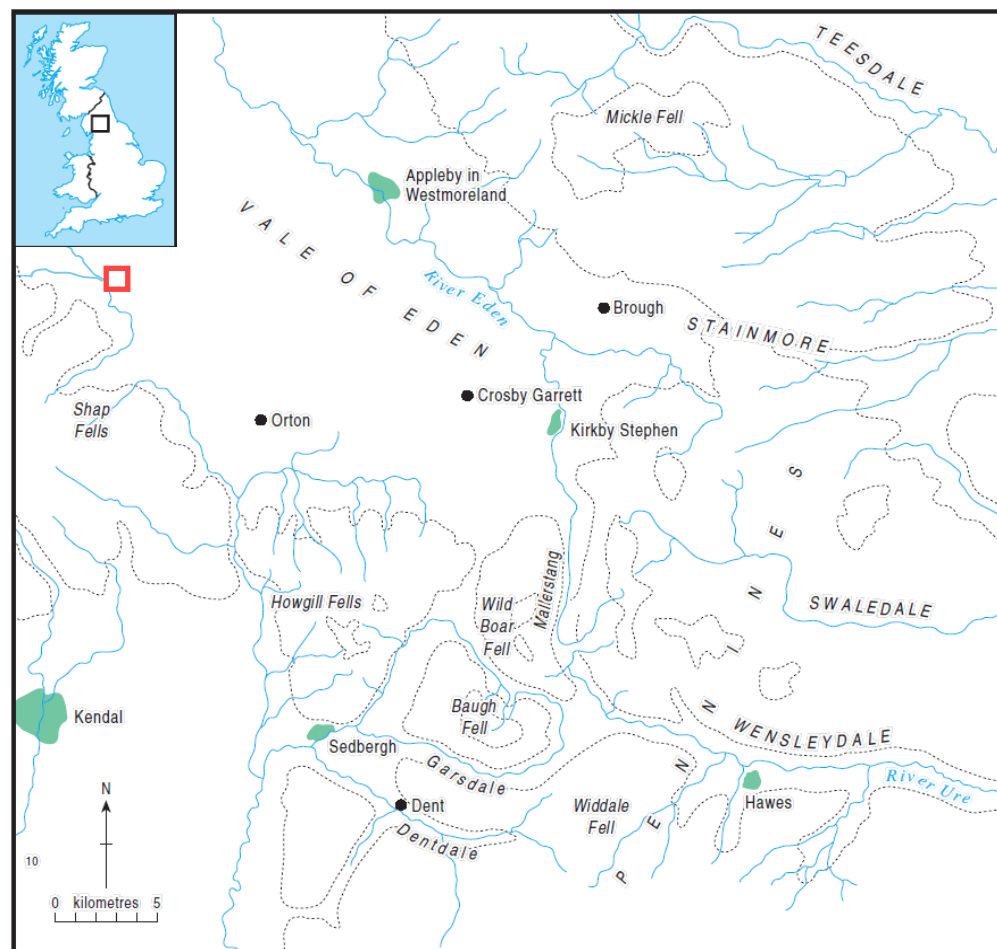 TEESDALE
Mickle Fell
Appleby in
Westmoreland
VALE OF EDEN
River Eden
Brough
STAINMORE
Crosby Garrett
Shap
Fells
Orton
Kirkby Stephen
PENNINES
Howgill Fells
Wild
Boar
Fell
Nallerstang
SWALEDALE
Kendal
Baugh
Fell
WENSLEYDALE
Sedbergh
Garsdale
River Ure
Hawes
N
Dent
Widdale
Fell
Dentdale
10
0 kilometres 5